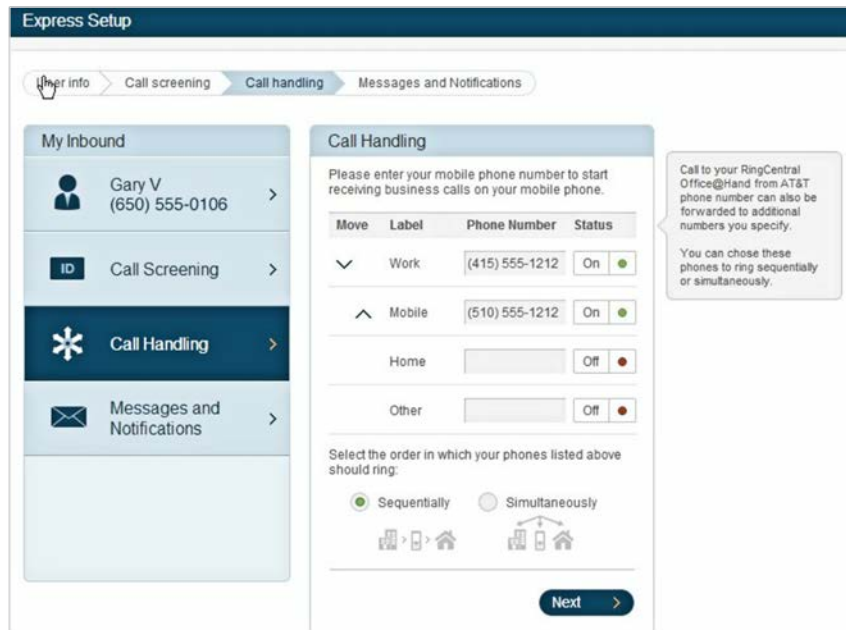 Express Setup
User info Call screening Call handling Messages and Notifications
My Inbound
Gary V
(650) 555-0106
ID Call Screening
Call Handling
Messages and
Notifications
Call Handling
Please enter your mobile phone number to start
receiving business calls on your mobile phone.
Move Label Phone Number Status
Work (415) 555-1212 On
Mobile (510) 555-1212 On
Home Off
Other Off
Select the order in which your phones listed above
should ring:
Sequentially Simultaneously
Next
Call to your RingCentral
Office@Hand from AT&T
phone number can also be
forwarded to additional
numbers you specify.
You can chose these
phones to ring sequentially
or simultaneously.